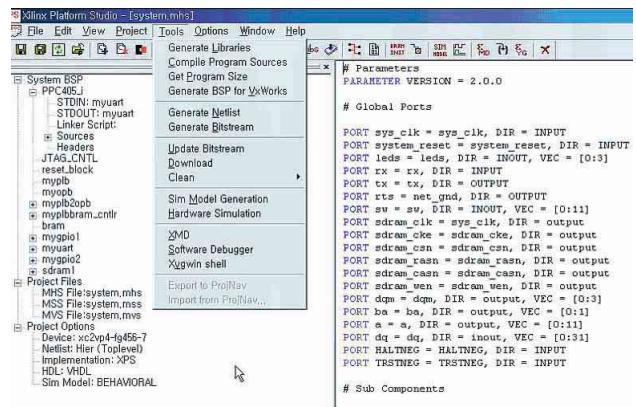 Xilinx Platform Studio - [system.mhs]
File Edit View Project Tools Options Window Help
Generate Libraries
Compile Program Sources
Get Program Size
Generate BSP for VxWorks
Generate Netlist
Generate Bitstream
Update Bitstream
Download
Clean
Sim Model Generation
Hardware Simulation
XMD
Software Debugger
Xygwin shell
Export to ProjNav
Import from ProjNav...
System BSP
PPC405_i
STDIN: myuart
STDOUT: myuart
Linker Script:
Sources
Headers
JTAG_CNTL
reset_block
myplb
myopb
myplb2opb
myplbbram_cntlr
bram
mygpio1
myuart
mygpio2
sdram1
Project Files
MHS File:system.mhs
MSS File:system.mss
MVS File:system.mvs
Project Options
Device: xc2vp4-fg456-7
Netlist: Hier (Toplevel)
Implementation: XPS
HDL: VHDL
Sim Model: BEHAVIORAL
# Parameters
PARAMETER VERSION = 2.0.0
# Global Ports
PORT sys_clk = sys_clk, DIR = INPUT
PORT system_reset = system_reset, DIR = INPUT
PORT leds = leds, DIR = INOUT, VEC = [0:3]
PORT rx = rx, DIR = INPUT
PORT tx = tx, DIR = OUTPUT
PORT rts = net_gnd, DIR = OUTPUT
PORT sw = sw, DIR = INOUT, VEC = [0:11]
PORT sdram_clk = sys_clk, DIR = output
PORT sdram_cke = sdram_cke, DIR = output
PORT sdram_csn = sdram_csn, DIR = output
PORT sdram_rasn = sdram_rasn, DIR = output
PORT sdram_casn = sdram_casn, DIR = output
PORT sdram_wen = sdram_wen, DIR = output
PORT dqm = dqm, DIR = output, VEC = [0:3]
PORT ba = ba, DIR = output, VEC = [0:1]
PORT a = a, DIR = output, VEC = [0:11]
PORT dq = dq, DIR = inout, VEC = [0:31]
PORT HALTNEG = HALTNEG, DIR = INPUT
PORT TRSTNEG = TRSTNEG, DIR = INPUT
# Sub Components